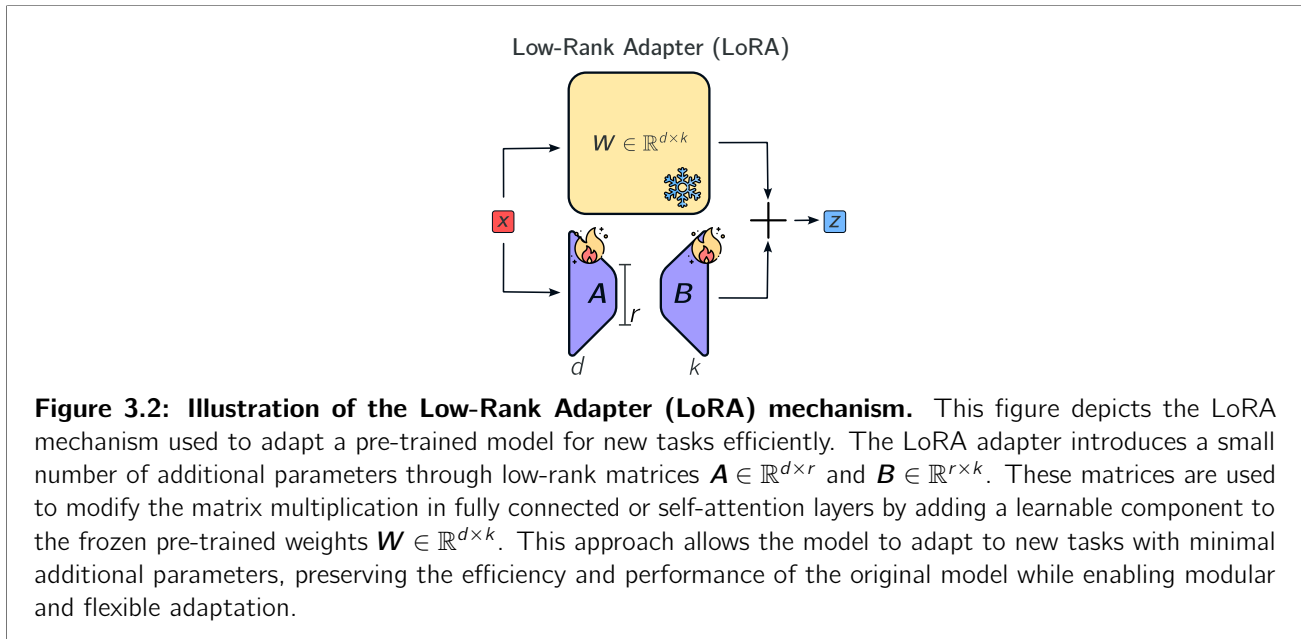 Low-Rank Adapter (LoRA)
W ∈ ℝ^{d×k}
x
z
A
B
r
d
k
Figure 3.2: Illustration of the Low-Rank Adapter (LoRA) mechanism. This figure depicts the LoRA
mechanism used to adapt a pre-trained model for new tasks efficiently. The LoRA adapter introduces a small
number of additional parameters through low-rank matrices A ∈ ℝ^{d×r} and B ∈ ℝ^{r×k}. These matrices are used
to modify the matrix multiplication in fully connected or self-attention layers by adding a learnable component to
the frozen pre-trained weights W ∈ ℝ^{d×k}. This approach allows the model to adapt to new tasks with minimal
additional parameters, preserving the efficiency and performance of the original model while enabling modular
and flexible adaptation.